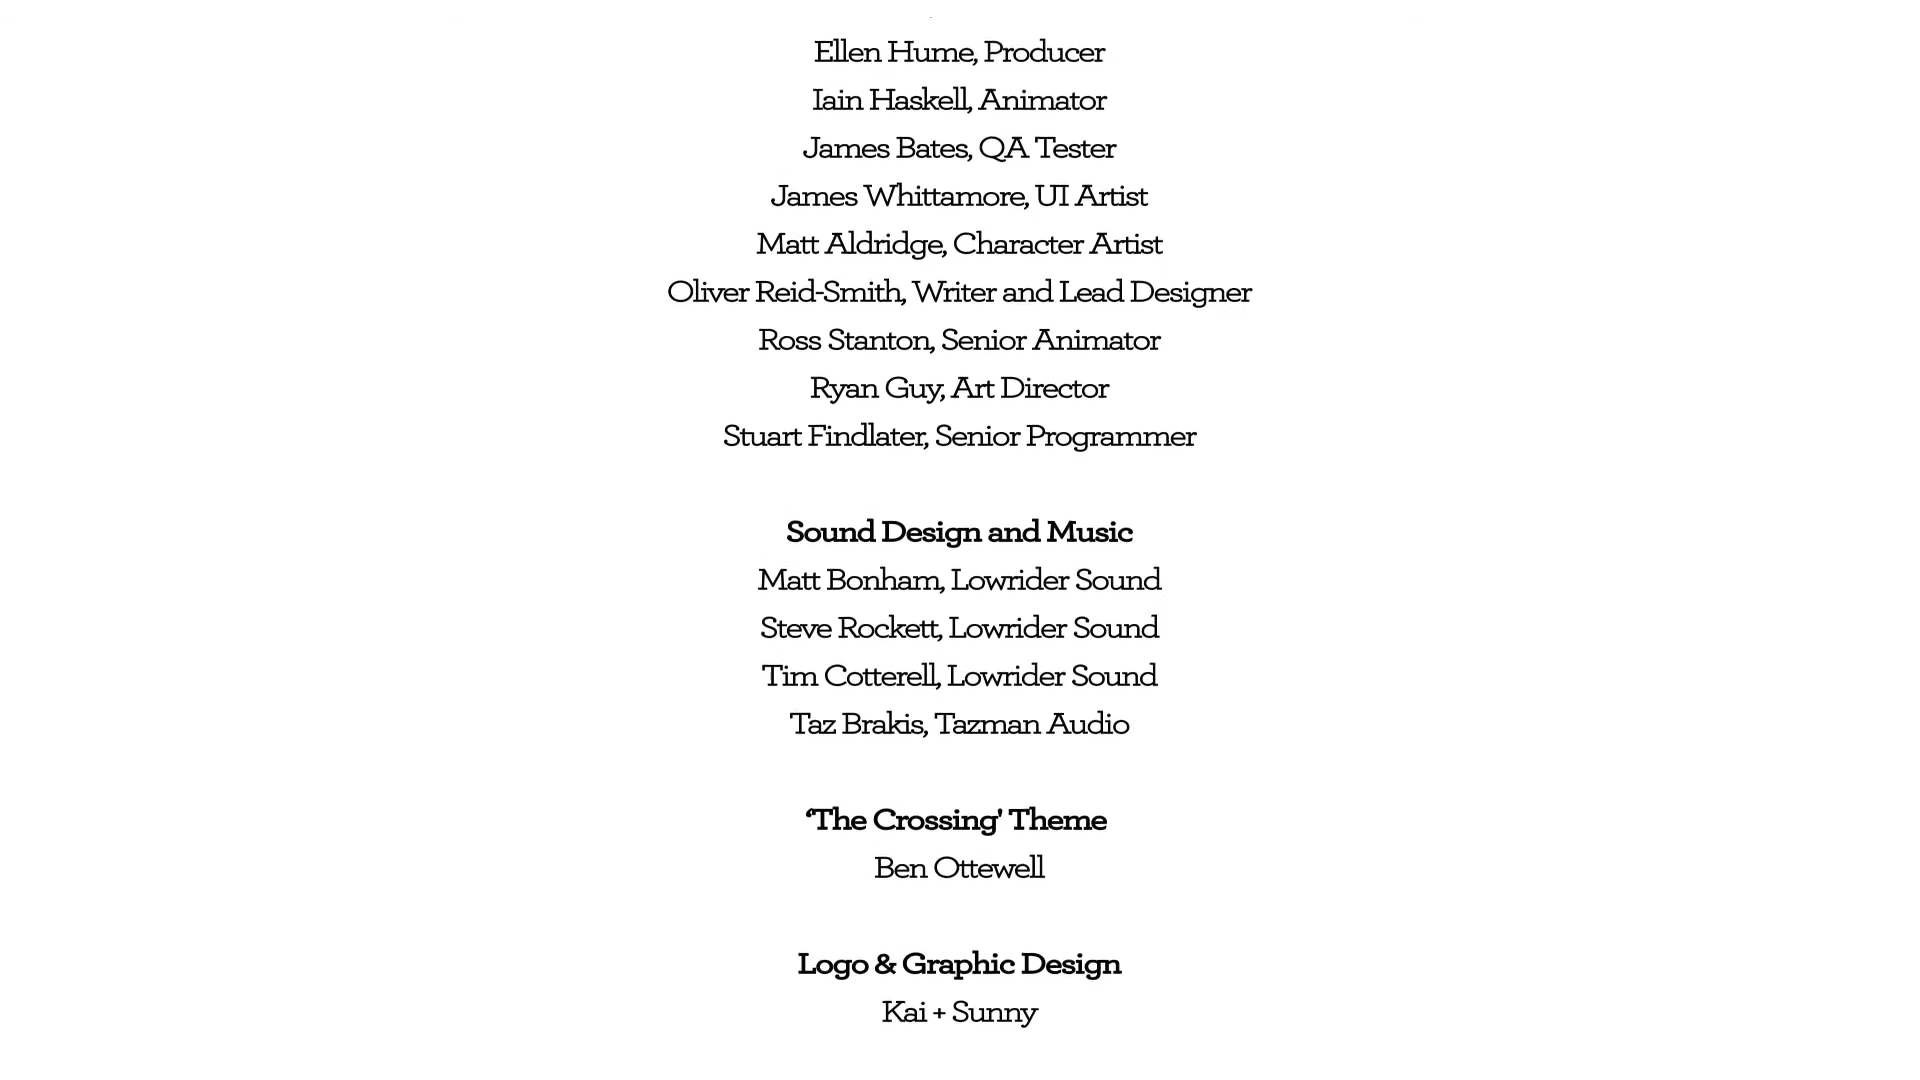 Ellen Hume, Producer
Iain Haskell, Animator
James Bates, QA Tester
James Whittamore, UI Artist
Matt Aldridge, Character Artist
Oliver Reid-Smith, Writer and Lead Designer
Ross Stanton, Senior Animator
Ryan Guy, Art Director
Stuart Findlater, Senior Programmer
Sound Design and Music
Matt Bonham, Lowrider Sound
Steve Rockett, Lowrider Sound
Tim Cotterell, Lowrider Sound
Taz Brakis, Tazman Audio
‘The Crossing' Theme
Ben Ottewell
Logo & Graphic Design
Kai + Sunny